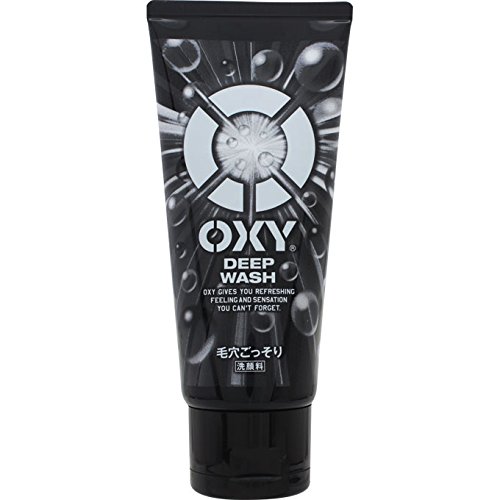 OXY®
DEEP
WASH
OXY GIVES YOU REFRESHING
FEELING AND SENSATION
YOU CAN'T FORGET.
毛穴ごっそり
洗顔料